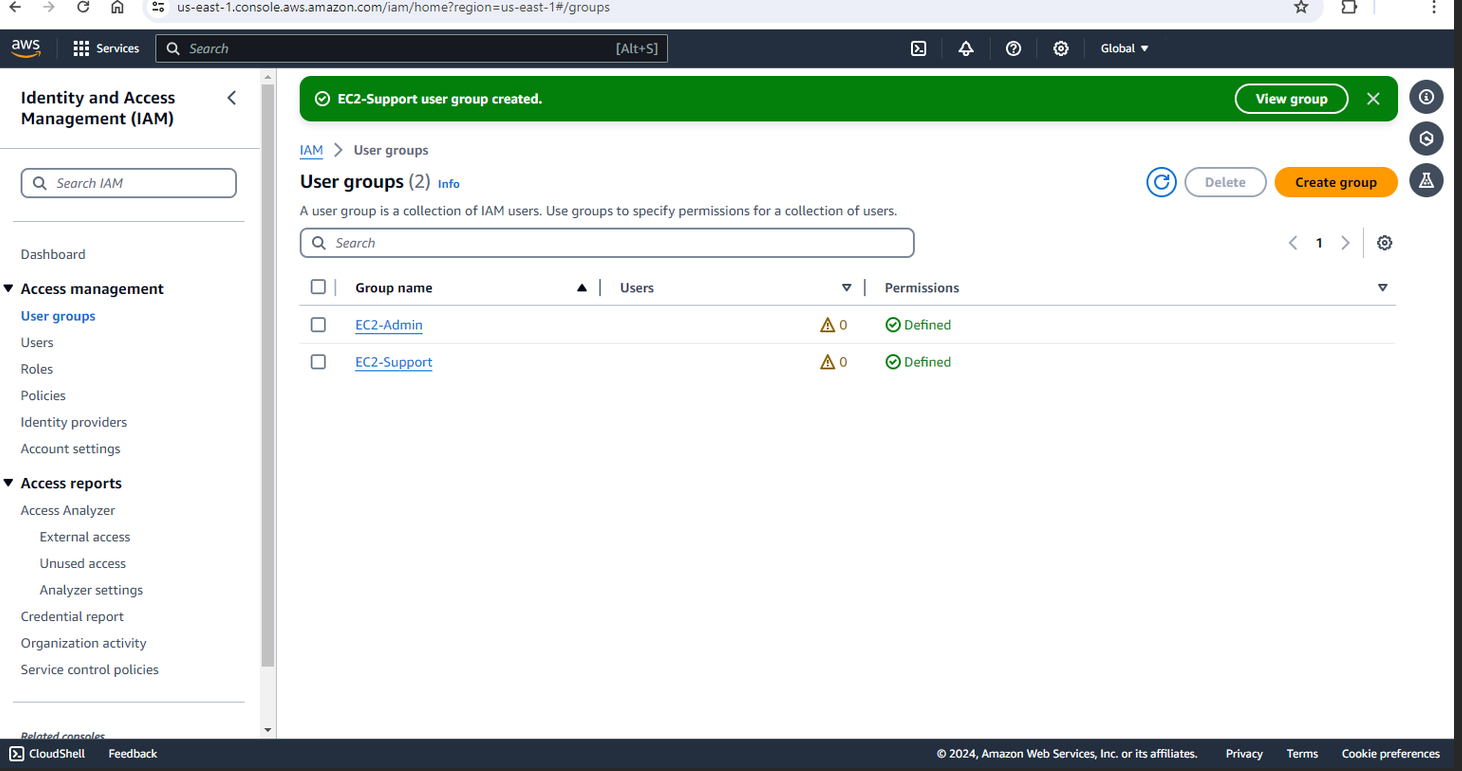 us-east-1.console.aws.amazon.com/iam/home?region=us-east-1#/groups
aws Services Search [Alt+S] Global
Identity and Access
Management (IAM)
Search IAM
Dashboard
Access management
User groups
Users
Roles
Policies
Identity providers
Account settings
Access reports
Access Analyzer
External access
Unused access
Analyzer settings
Credential report
Organization activity
Service control policies
Related consoles
EC2-Support user group created. View group
IAM User groups
User groups (2) Info Delete Create group
A user group is a collection of IAM users. Use groups to specify permissions for a collection of users.
Search 1
Group name Users Permissions
EC2-Admin 0 Defined
EC2-Support 0 Defined
CloudShell Feedback © 2024, Amazon Web Services, Inc. or its affiliates. Privacy Terms Cookie preferences